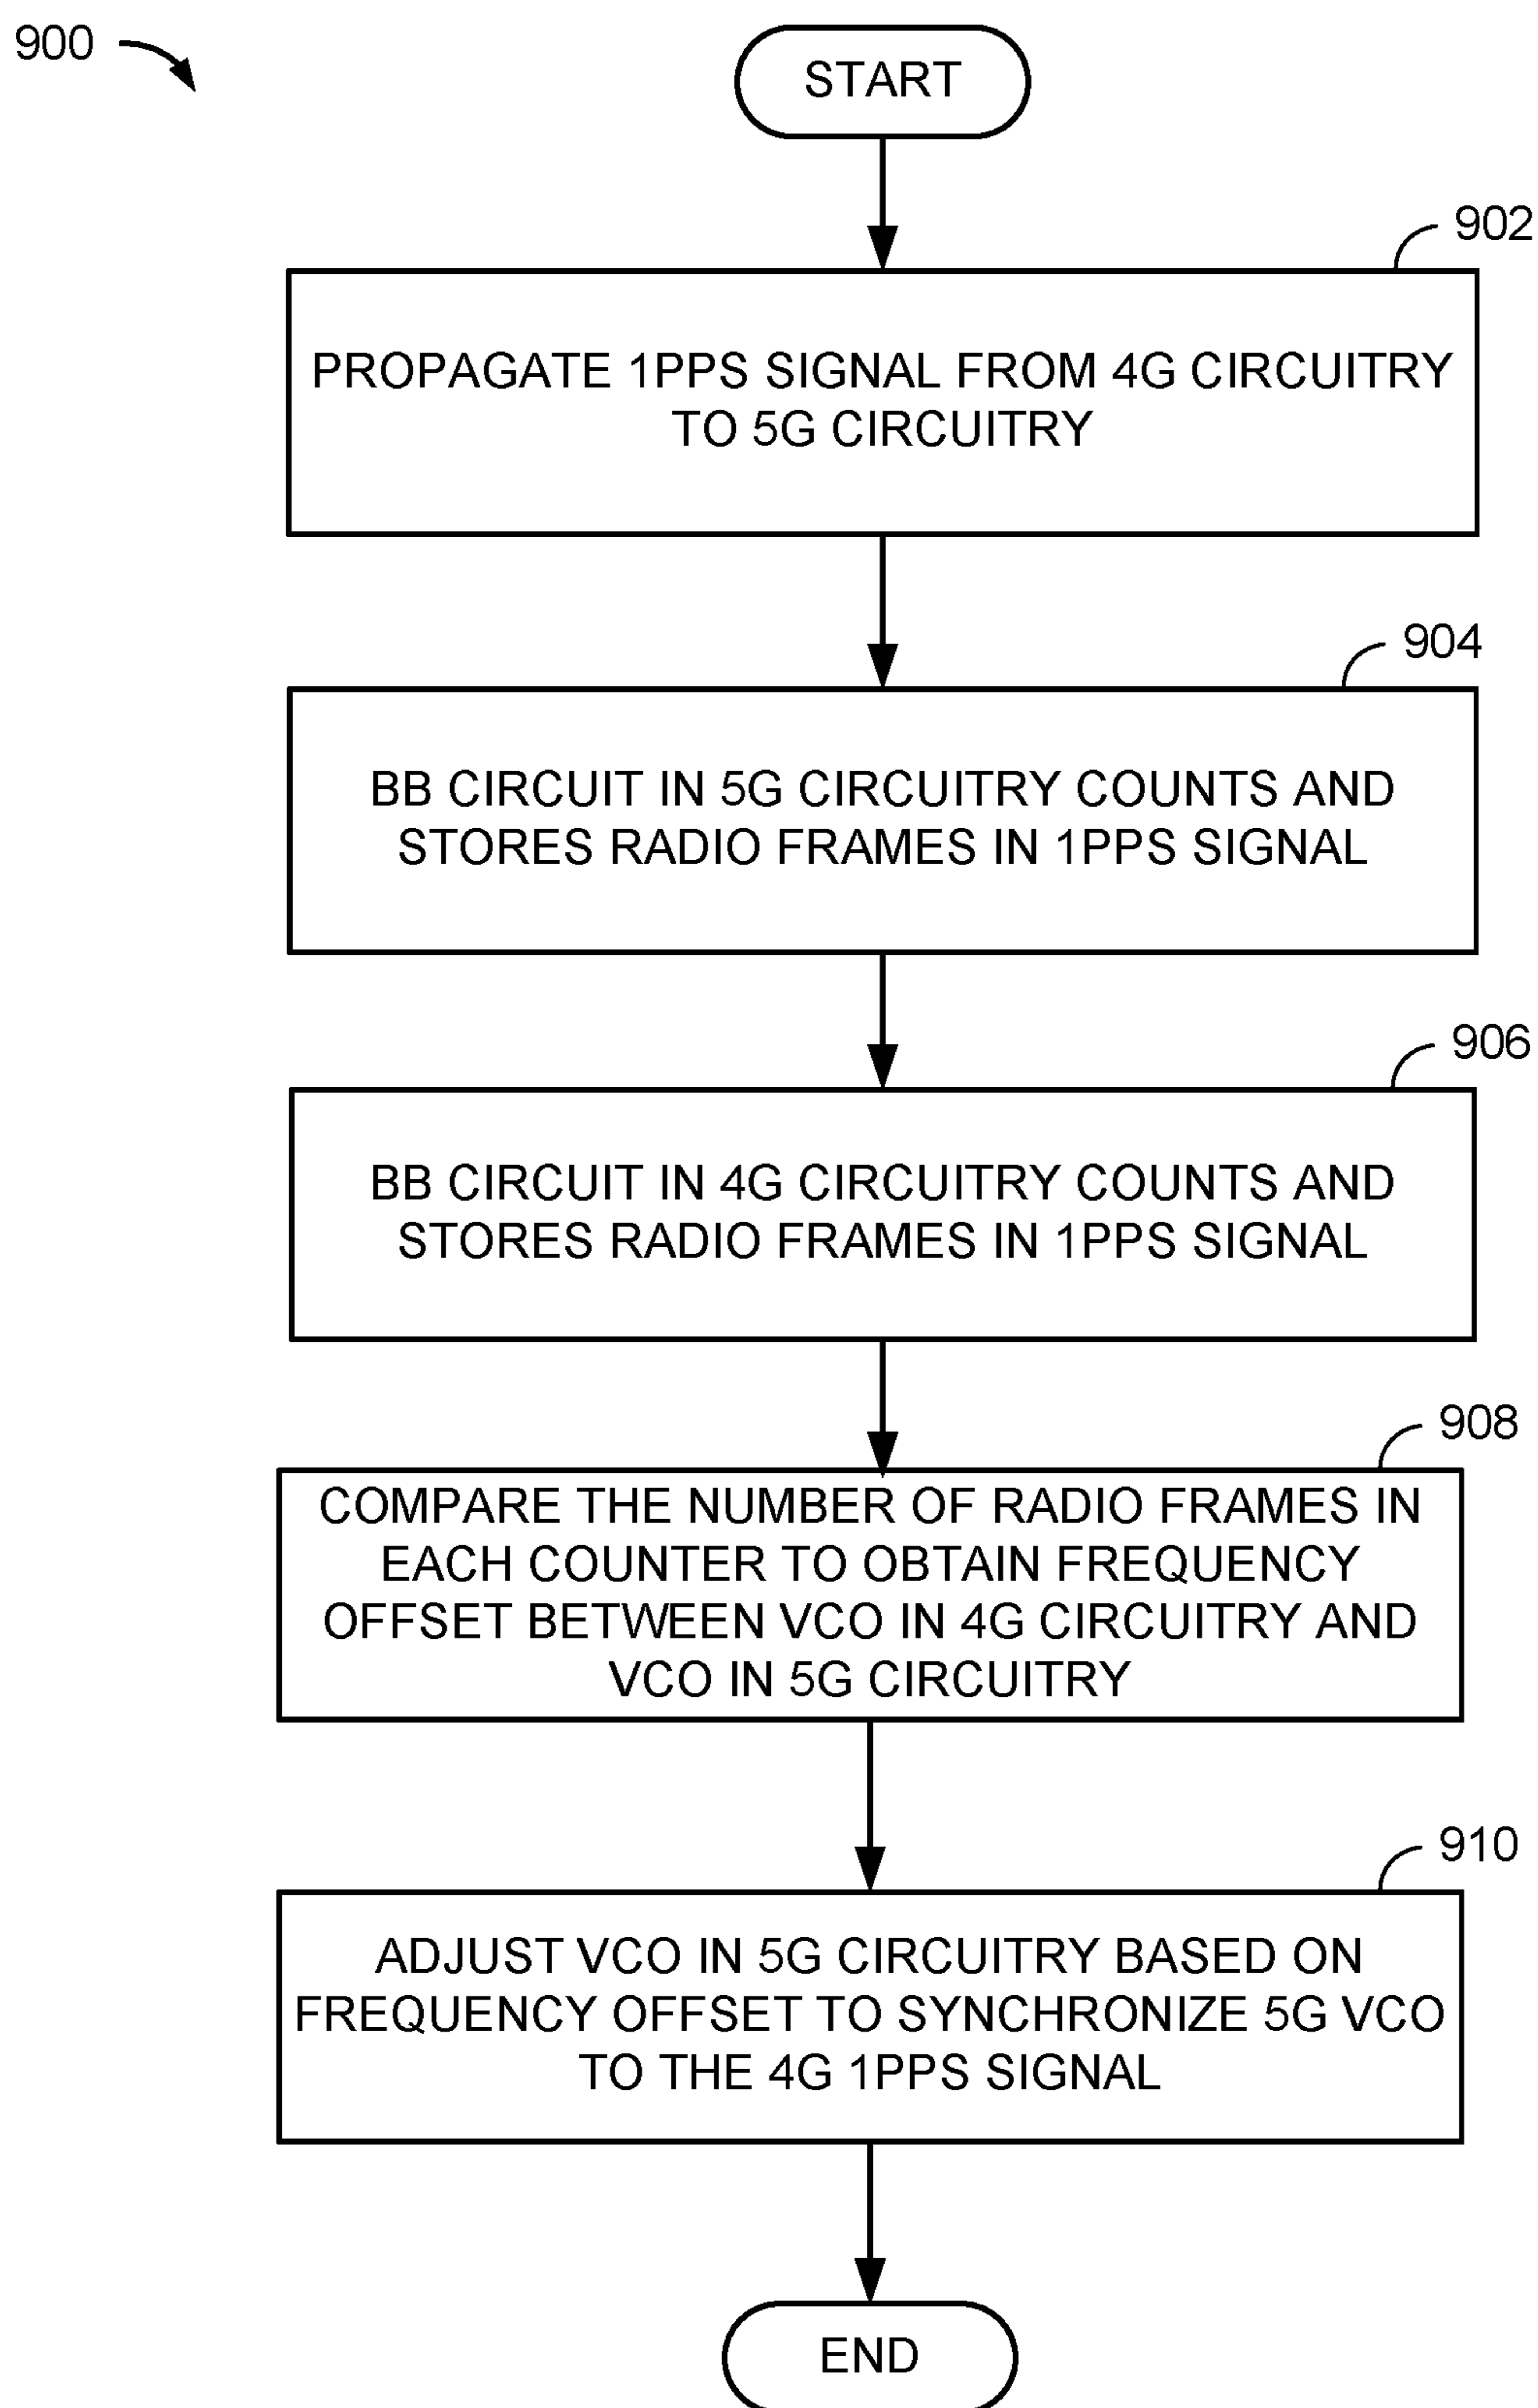 900
START
902
PROPAGATE 1PPS SIGNAL FROM 4G CIRCUITRY
TO 5G CIRCUITRY
904
BB CIRCUIT IN 5G CIRCUITRY COUNTS AND
STORES RADIO FRAMES IN 1PPS SIGNAL
906
BB CIRCUIT IN 4G CIRCUITRY COUNTS AND
STORES RADIO FRAMES IN 1PPS SIGNAL
908
COMPARE THE NUMBER OF RADIO FRAMES IN
EACH COUNTER TO OBTAIN FREQUENCY
OFFSET BETWEEN VCO IN 4G CIRCUITRY AND
VCO IN 5G CIRCUITRY
910
ADJUST VCO IN 5G CIRCUITRY BASED ON
FREQUENCY OFFSET TO SYNCHRONIZE 5G VCO
TO THE 4G 1PPS SIGNAL
END